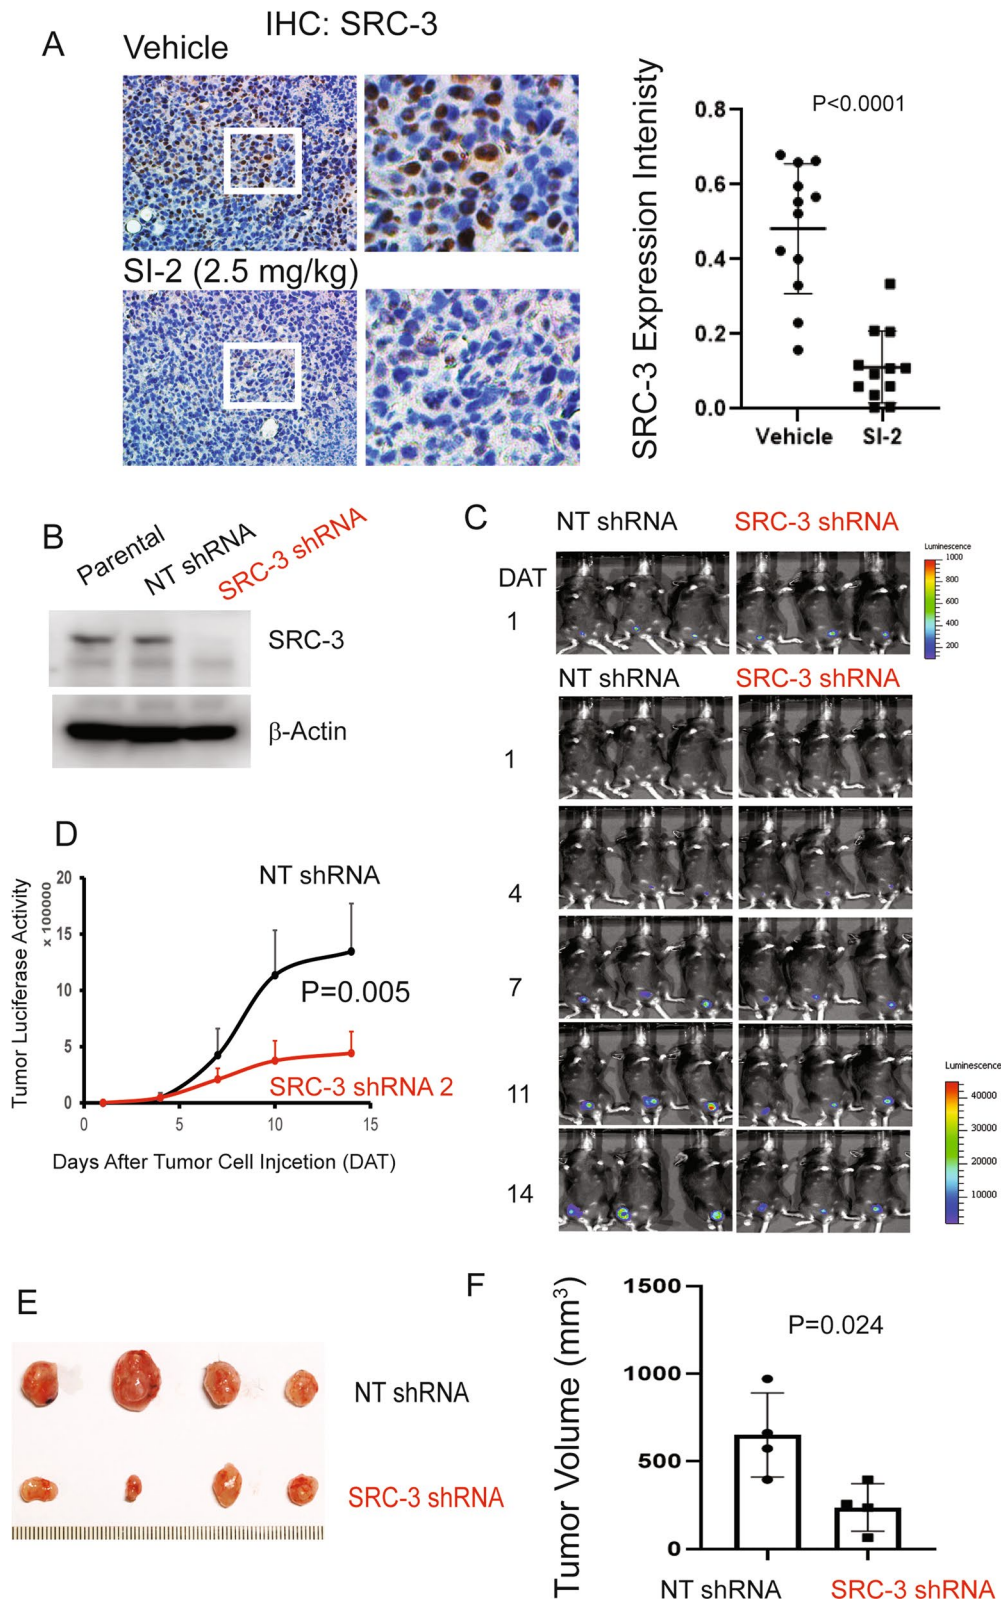 A
IHC: SRC-3
Vehicle
SI-2 (2.5 mg/kg)
SRC-3 Expression Intenisty
P<0.0001
0.8
0.6
0.4
0.2
0.0
Vehicle
SI-2
B
Parental
NT shRNA
SRC-3 shRNA
SRC-3
β-Actin
C
NT shRNA
SRC-3 shRNA
DAT
1
Luminescence
1000
800
600
400
200
NT shRNA
SRC-3 shRNA
1
4
7
11
14
Luminescence
40000
30000
20000
10000
D
Tumor Luciferase Activity
x 100000
20
15
10
5
0
NT shRNA
P=0.005
SRC-3 shRNA 2
0
5
10
15
Days After Tumor Cell Injcetion (DAT)
E
NT shRNA
SRC-3 shRNA
F
Tumor Volume (mm³)
1500
1000
500
0
P=0.024
NT shRNA
SRC-3 shRNA